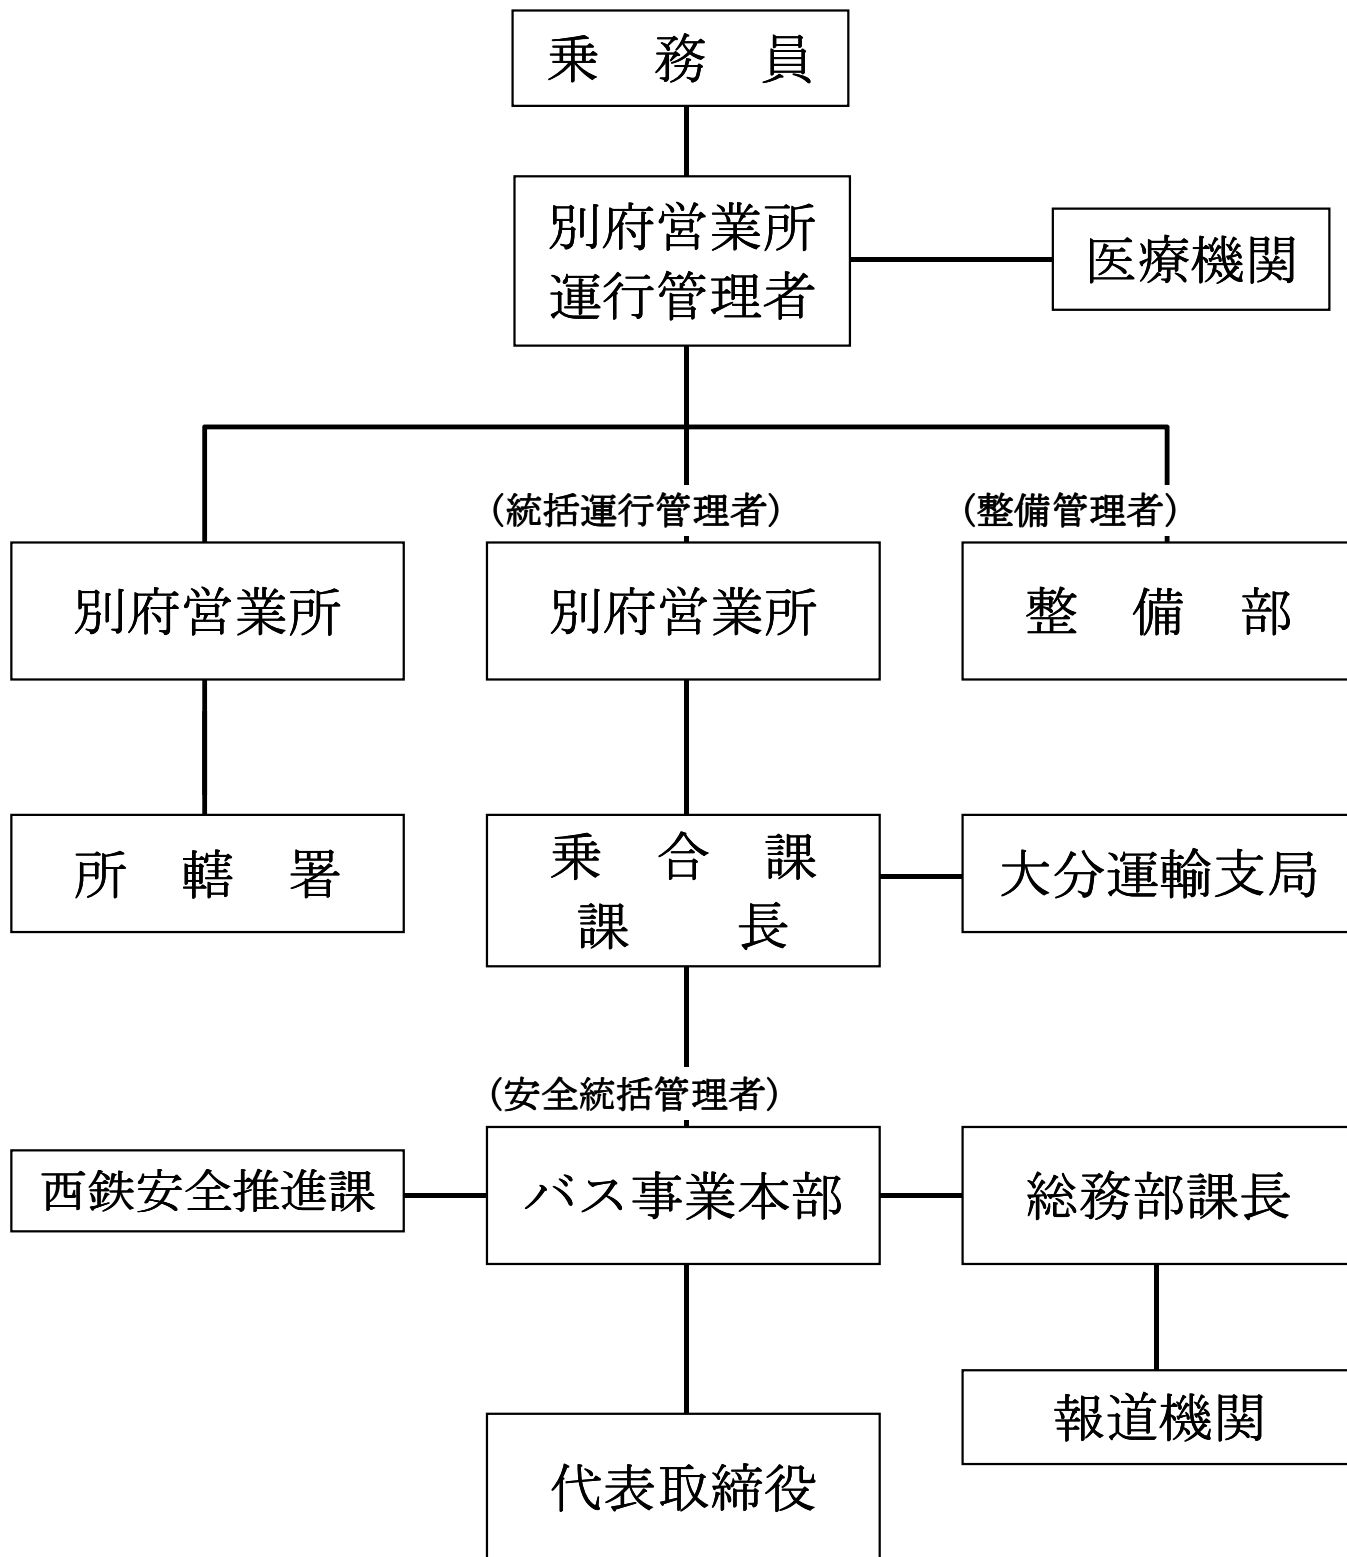 乗　務　員
別府営業所
運行管理者
医療機関
（統括運行管理者）
（整備管理者）
別府営業所
別府営業所
整　備　部
所　轄　署
乗　合　課
課　　長
大分運輸支局
（安全統括管理者）
西鉄安全推進課
バス事業本部
総務部課長
報道機関
代表取締役